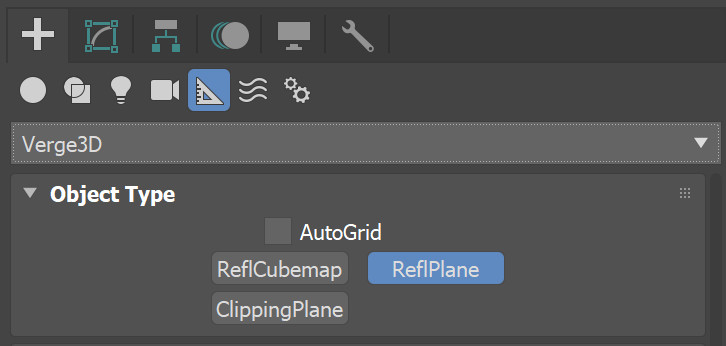 Verge3D
Object Type
AutoGrid
ReflCubemap ReflPlane
ClippingPlane